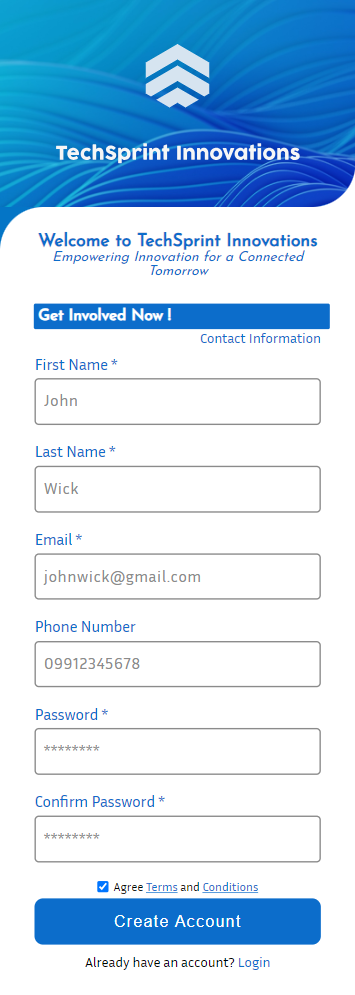 TechSprint Innovations
Welcome to TechSprint Innovations
Empowering Innovation for a Connected
Tomorrow
Get Involved Now !
Contact Information
First Name *
John
Last Name *
Wick
Email *
johnwick@gmail.com
Phone Number
09912345678
Password *
********
Confirm Password *
********
Agree Terms and Conditions
Create Account
Already have an account? Login